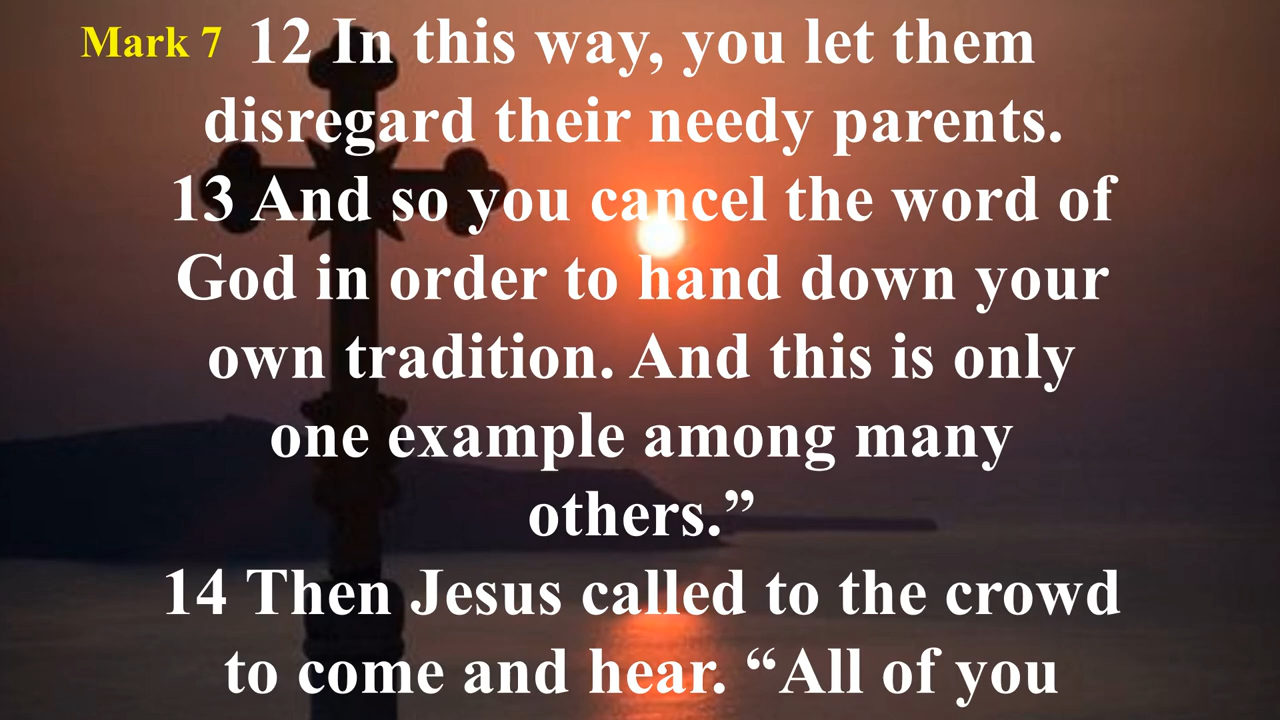 Mark 7 12 In this way, you let them
disregard their needy parents.
13 And so you cancel the word of
God in order to hand down your
own tradition. And this is only
one example among many
others.”
14 Then Jesus called to the crowd
to come and hear. “All of you